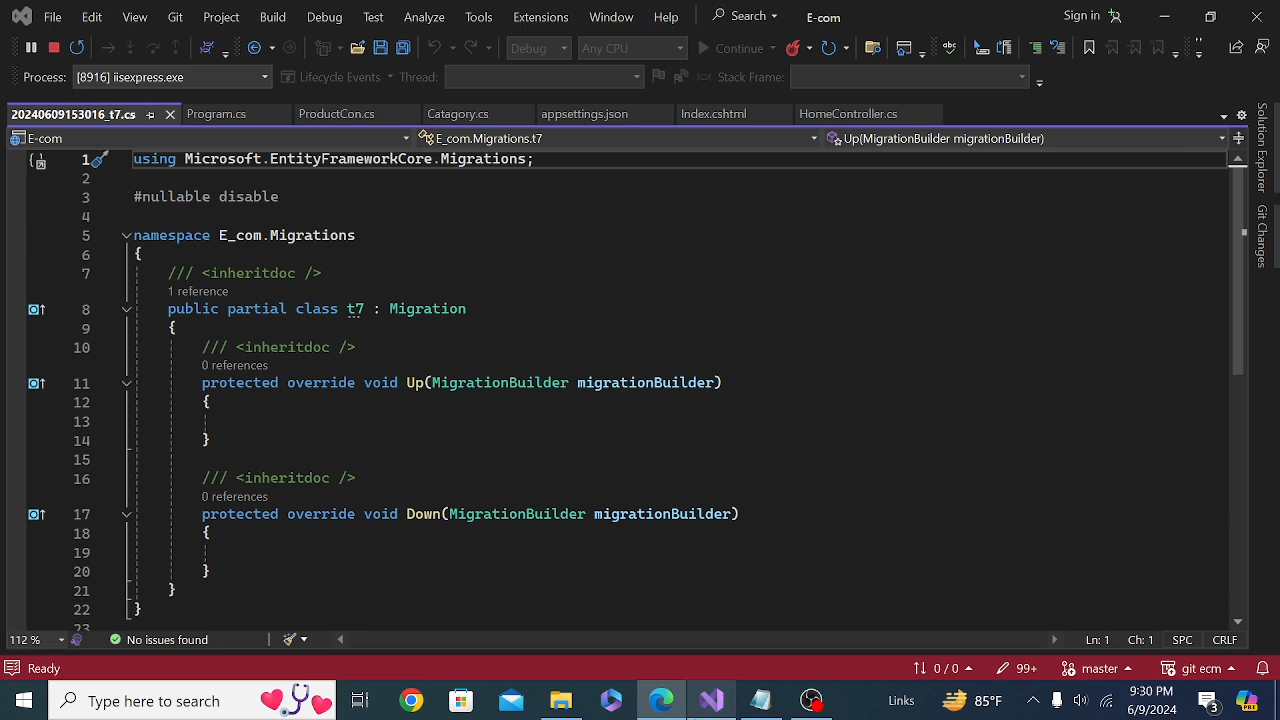 File Edit View Git Project Build Debug Test Analyze Tools Extensions Window Help Search E-com Sign in
Debug Any CPU Continue
Process: [8916] iisexpress.exe Lifecycle Events Thread: Stack Frame:
20240609153016_t7.cs Program.cs ProductCon.cs Catagory.cs appsettings.json Index.cshtml HomeController.cs
E-com E_com.Migrations.t7 Up(MigrationBuilder migrationBuilder)
1 using Microsoft.EntityFrameworkCore.Migrations;
2
3 #nullable disable
4
5 namespace E_com.Migrations
6 {
7 /// <inheritdoc />
1 reference
8 public partial class t7 : Migration
9 {
10 /// <inheritdoc />
0 references
11 protected override void Up(MigrationBuilder migrationBuilder)
12 {
13
14 }
15
16 /// <inheritdoc />
0 references
17 protected override void Down(MigrationBuilder migrationBuilder)
18 {
19
20 }
21 }
22 }
23
Solution Explorer
Git Changes
112 % No issues found Ln: 1 Ch: 1 SPC CRLF
Ready 0 / 0 99+ master git ecm
Type here to search Links 85°F 6/9/2024 3